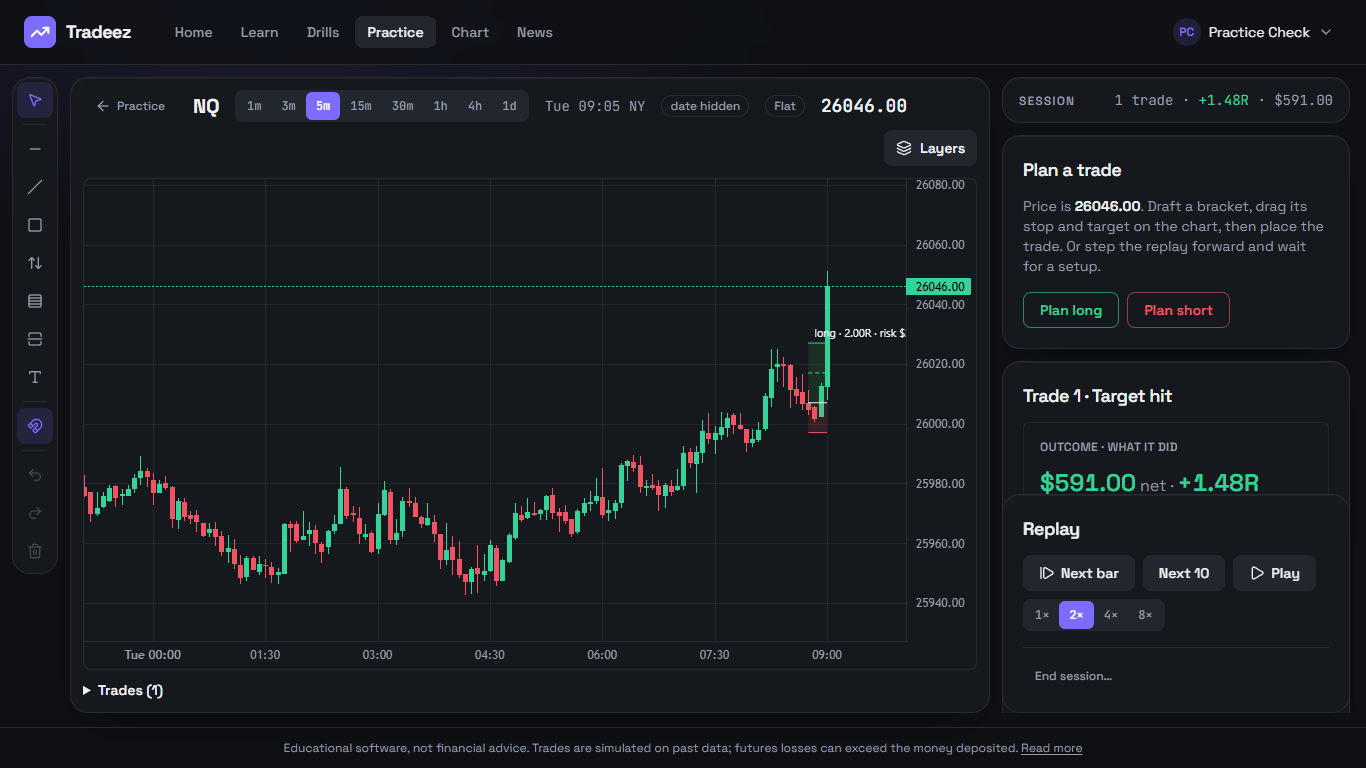 Tradeez
Home
Learn
Drills
Practice
Chart
News
PC
Practice Check
Practice
NQ
1m
3m
5m
15m
30m
1h
4h
1d
Tue 09:05 NY
date hidden
Flat
26046.00
Layers
26080.00
26060.00
26046.00
26040.00
26020.00
26000.00
25980.00
25960.00
25940.00
long · 2.00R · risk $
Tue 00:00
01:30
03:00
04:30
06:00
07:30
09:00
Trades (1)
SESSION
1 trade · +1.48R · $591.00
Plan a trade
Price is 26046.00. Draft a bracket, drag its
stop and target on the chart, then place the
trade. Or step the replay forward and wait
for a setup.
Plan long
Plan short
Trade 1 · Target hit
OUTCOME · WHAT IT DID
$591.00 net · +1.48R
Replay
Next bar
Next 10
Play
1×
2×
4×
8×
End session…
Educational software, not financial advice. Trades are simulated on past data; futures losses can exceed the money deposited. Read more